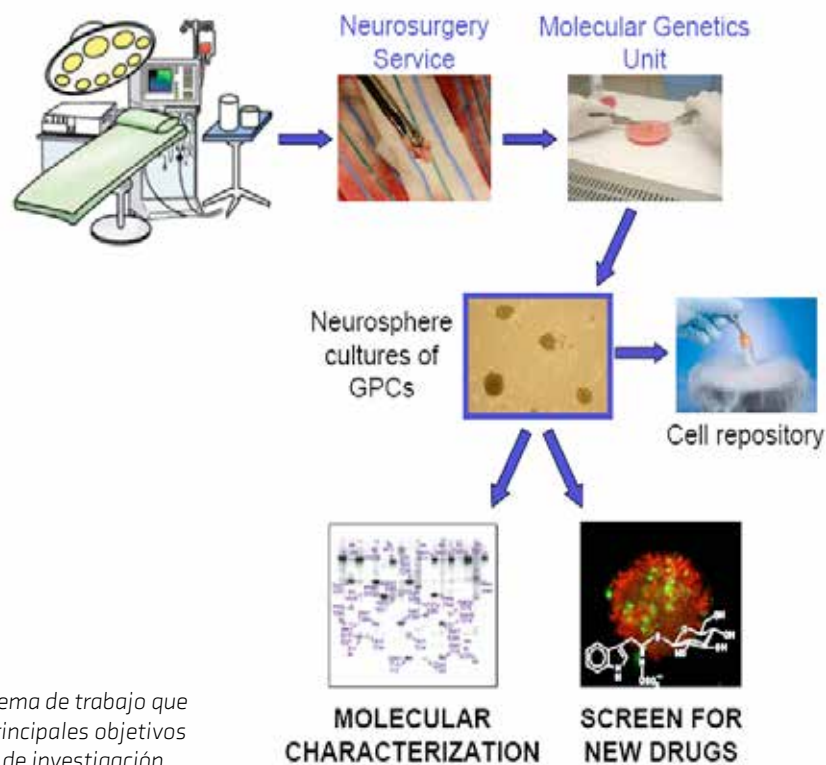 Neurosurgery
Service
Molecular Genetics
Unit
Neurosphere
cultures of
GPCs
Cell repository
MOLECULAR
CHARACTERIZATION
SCREEN FOR
NEW DRUGS
ema de trabajo que
rincipales objetivos
de investigación